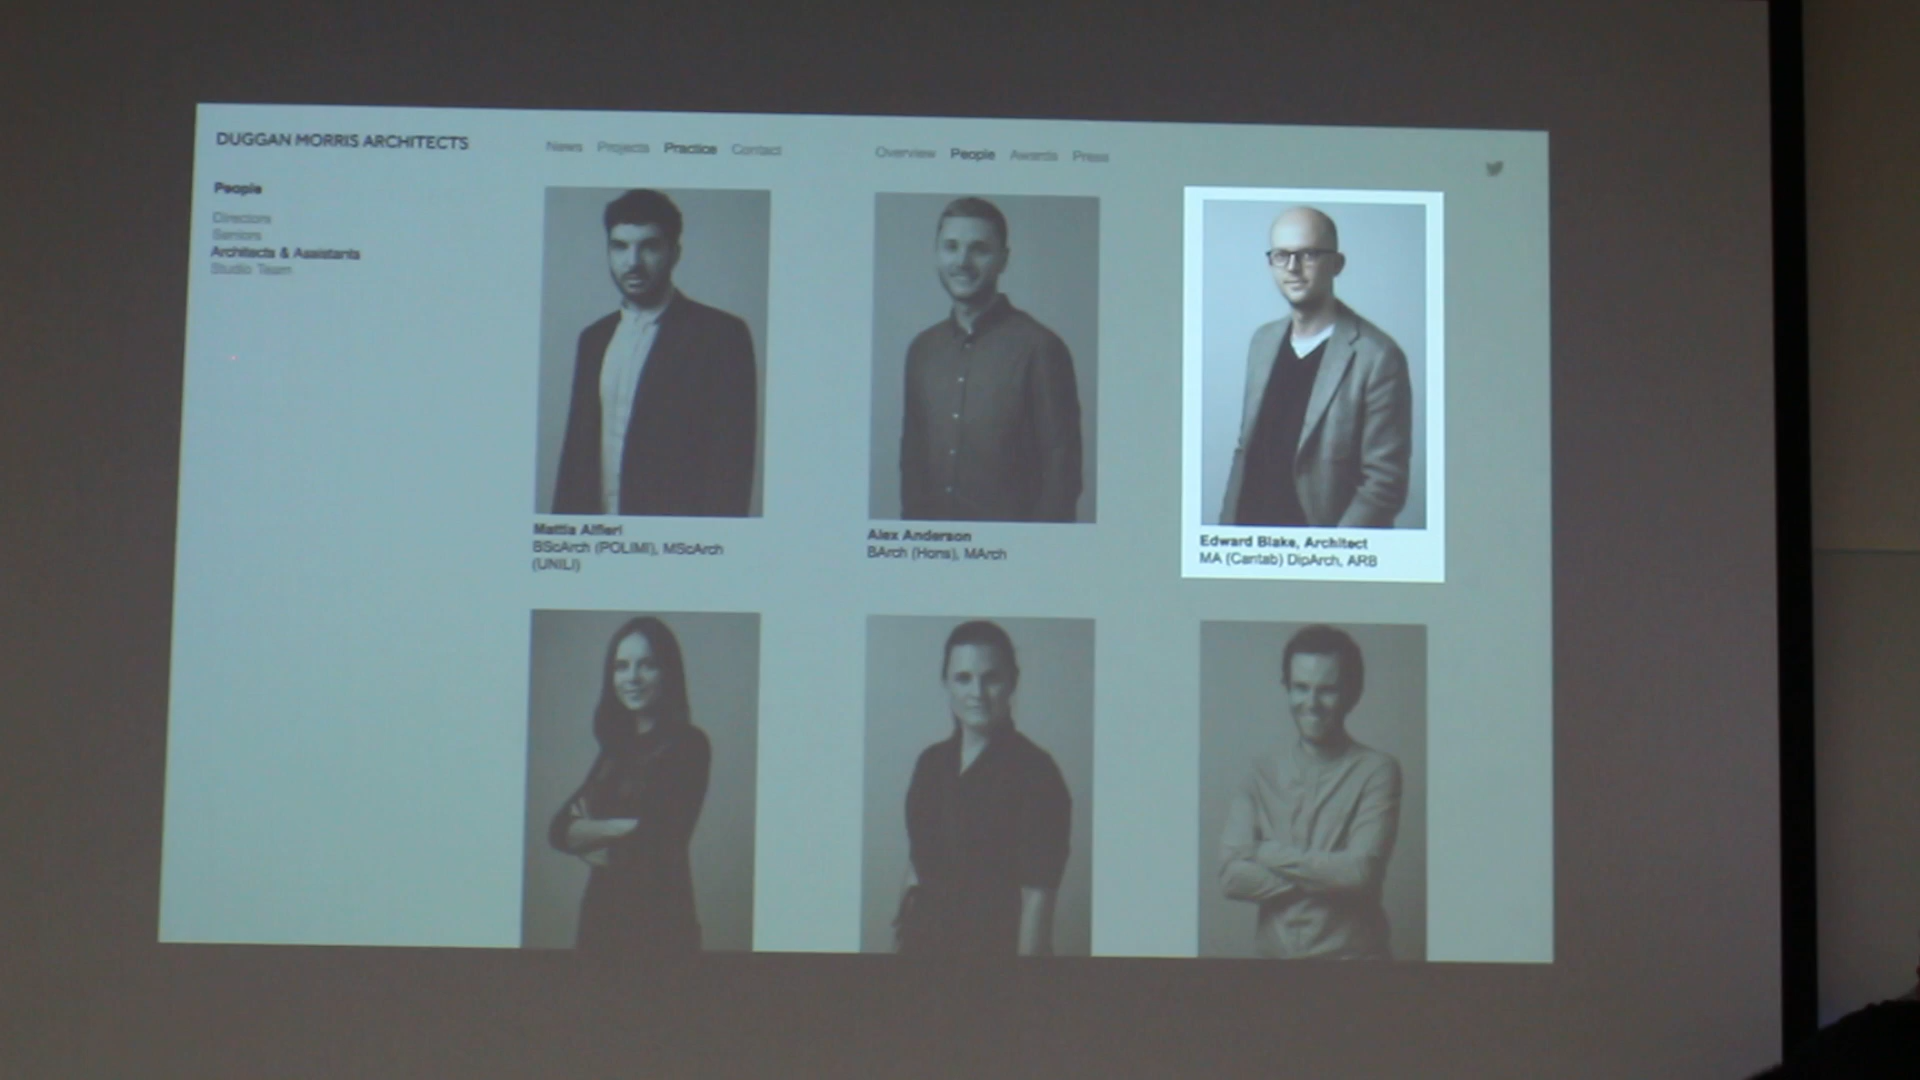 DUGGAN MORRIS ARCHITECTS
News Projects Practice Contact
Overview People Awards Press
People
Directors
Seniors
Architects & Assistants
Studio Team
Mattia Alfieri
BScArch (POLIMI), MScArch
(UNILI)
Alex Anderson
BArch (Hons), MArch
Edward Blake, Architect
MA (Cantab) DipArch, ARB